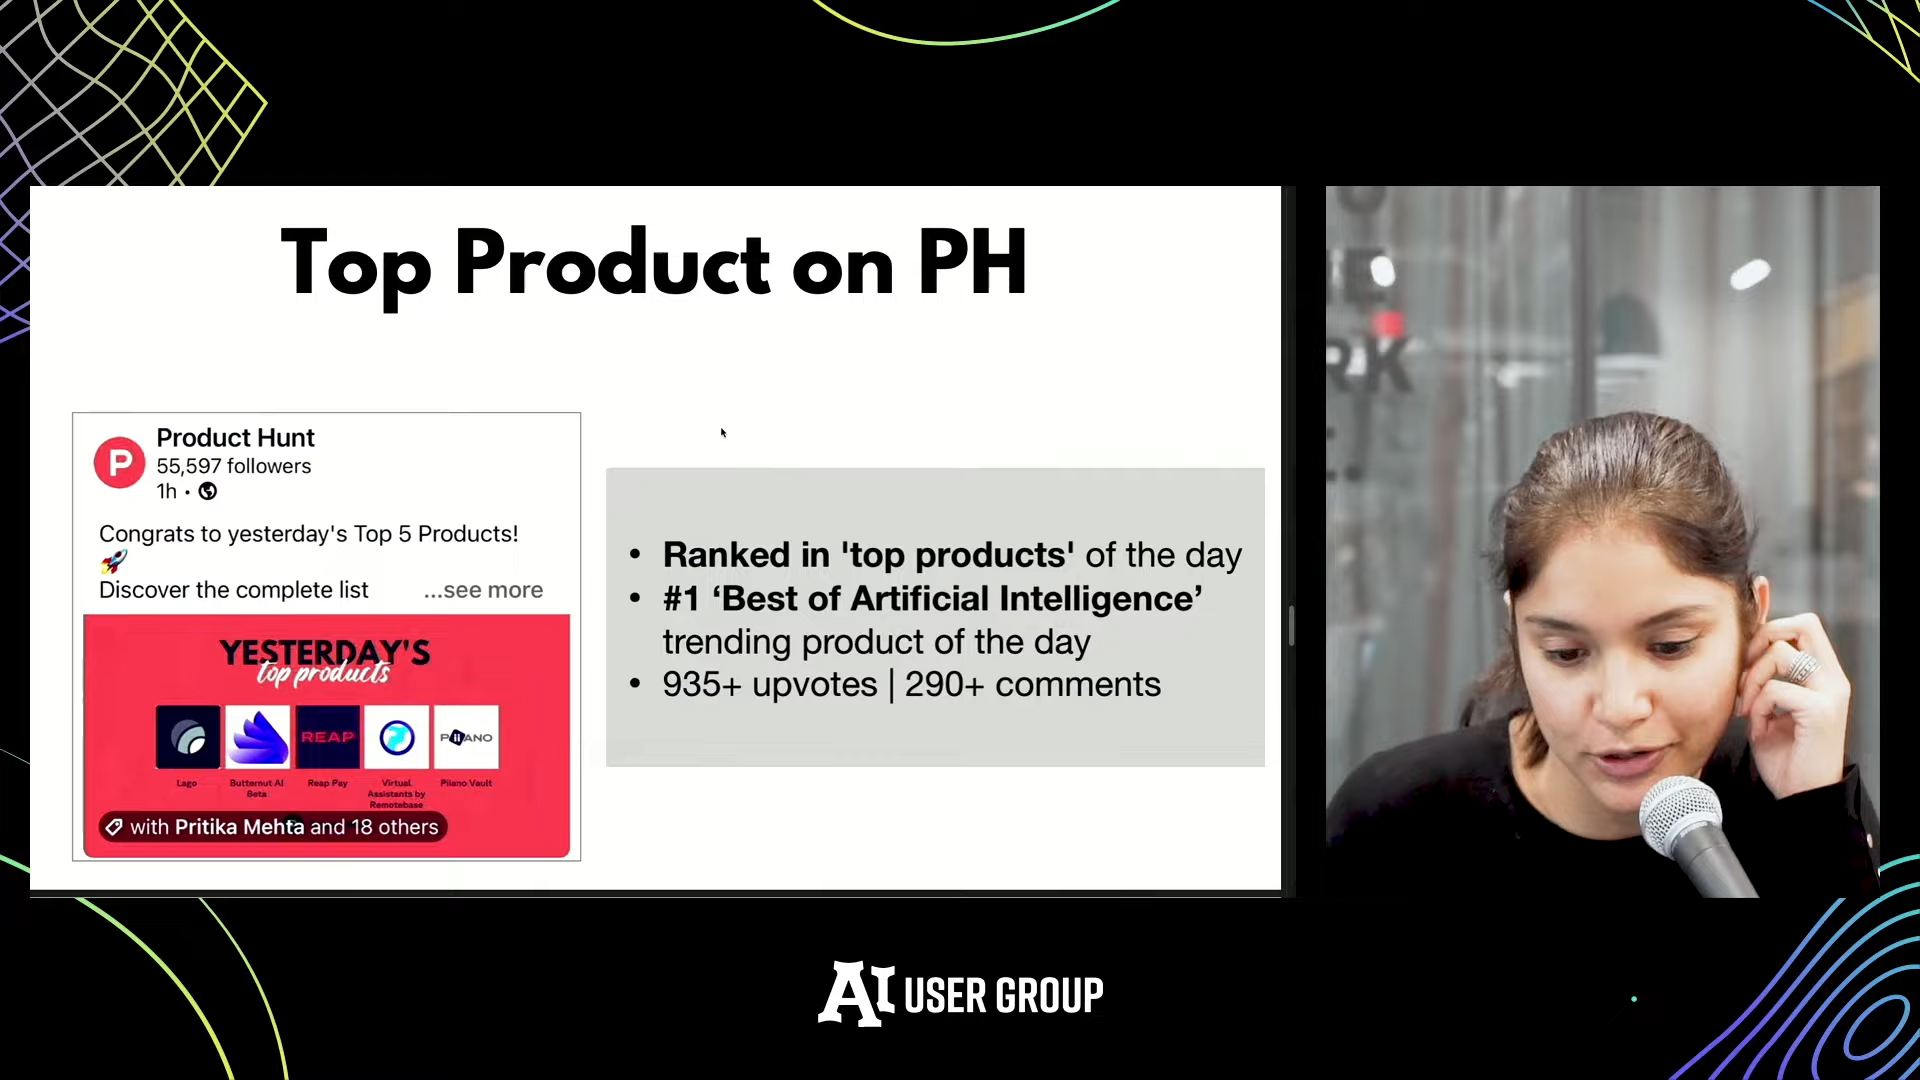 Top Product on PH
Product Hunt
55,597 followers
1h •
Congrats to yesterday's Top 5 Products!
🚀
Discover the complete list ...see more
YESTERDAY'S
top products
REAP
PIIANO
Lago
Butternut AI
Beta
Reap Pay
Virtual
Assistants by
Remotebase
Piiano Vault
with Pritika Mehta and 18 others
• Ranked in 'top products' of the day
• #1 ‘Best of Artificial Intelligence’
trending product of the day
• 935+ upvotes | 290+ comments
RK
AI USER GROUP